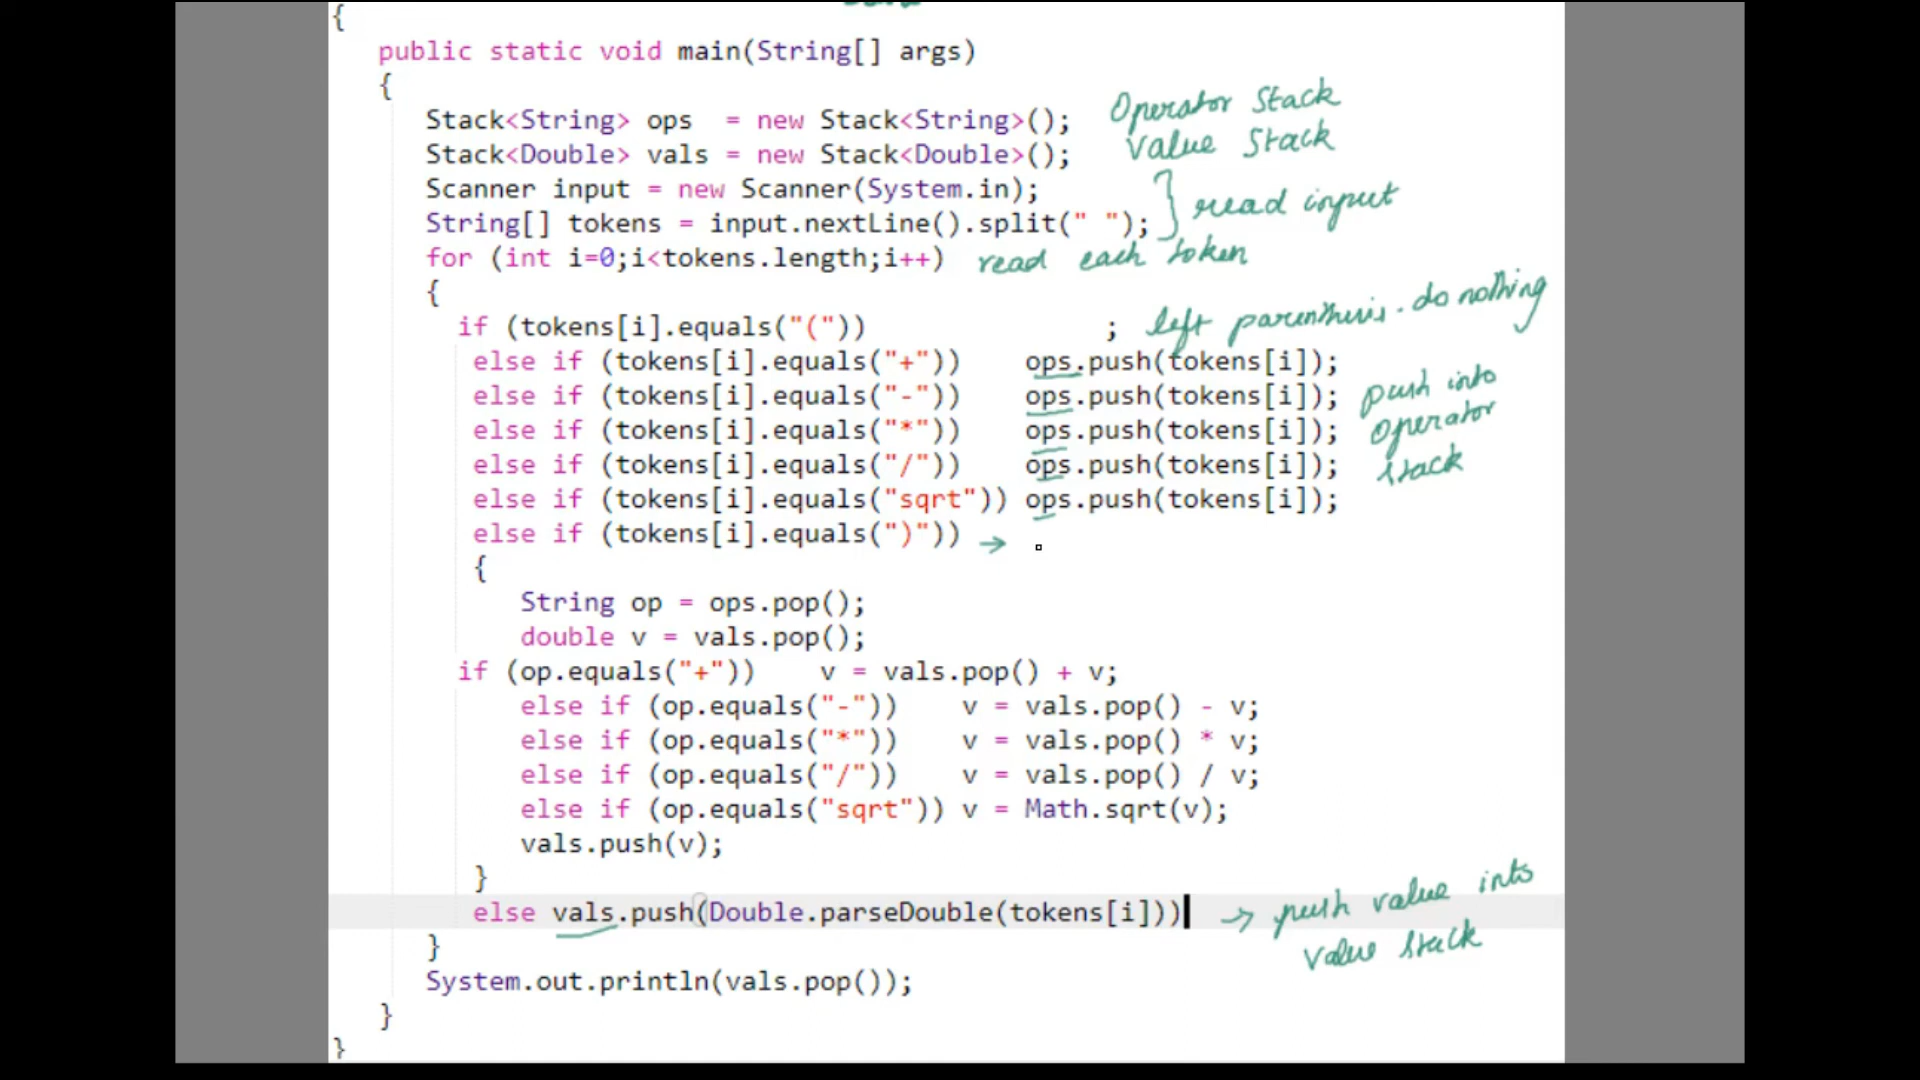 {
public static void main(String[] args)
{
Stack<String> ops = new Stack<String>(); Operator Stack
Stack<Double> vals = new Stack<Double>(); Value Stack
Scanner input = new Scanner(System.in);
String[] tokens = input.nextLine().split(" "); } read input
for (int i=0;i<tokens.length;i++) read each token
{
if (tokens[i].equals("(")) ; left parenthesis. do nothing
else if (tokens[i].equals("+")) ops.push(tokens[i]);
else if (tokens[i].equals("-")) ops.push(tokens[i]); push into
else if (tokens[i].equals("*")) ops.push(tokens[i]); operator
else if (tokens[i].equals("/")) ops.push(tokens[i]); stack
else if (tokens[i].equals("sqrt")) ops.push(tokens[i]);
else if (tokens[i].equals(")")) →
{
String op = ops.pop();
double v = vals.pop();
if (op.equals("+")) v = vals.pop() + v;
else if (op.equals("-")) v = vals.pop() - v;
else if (op.equals("*")) v = vals.pop() * v;
else if (op.equals("/")) v = vals.pop() / v;
else if (op.equals("sqrt")) v = Math.sqrt(v);
vals.push(v);
}
else vals.push(Double.parseDouble(tokens[i])) → push value into
} value stack
System.out.println(vals.pop());
}
}